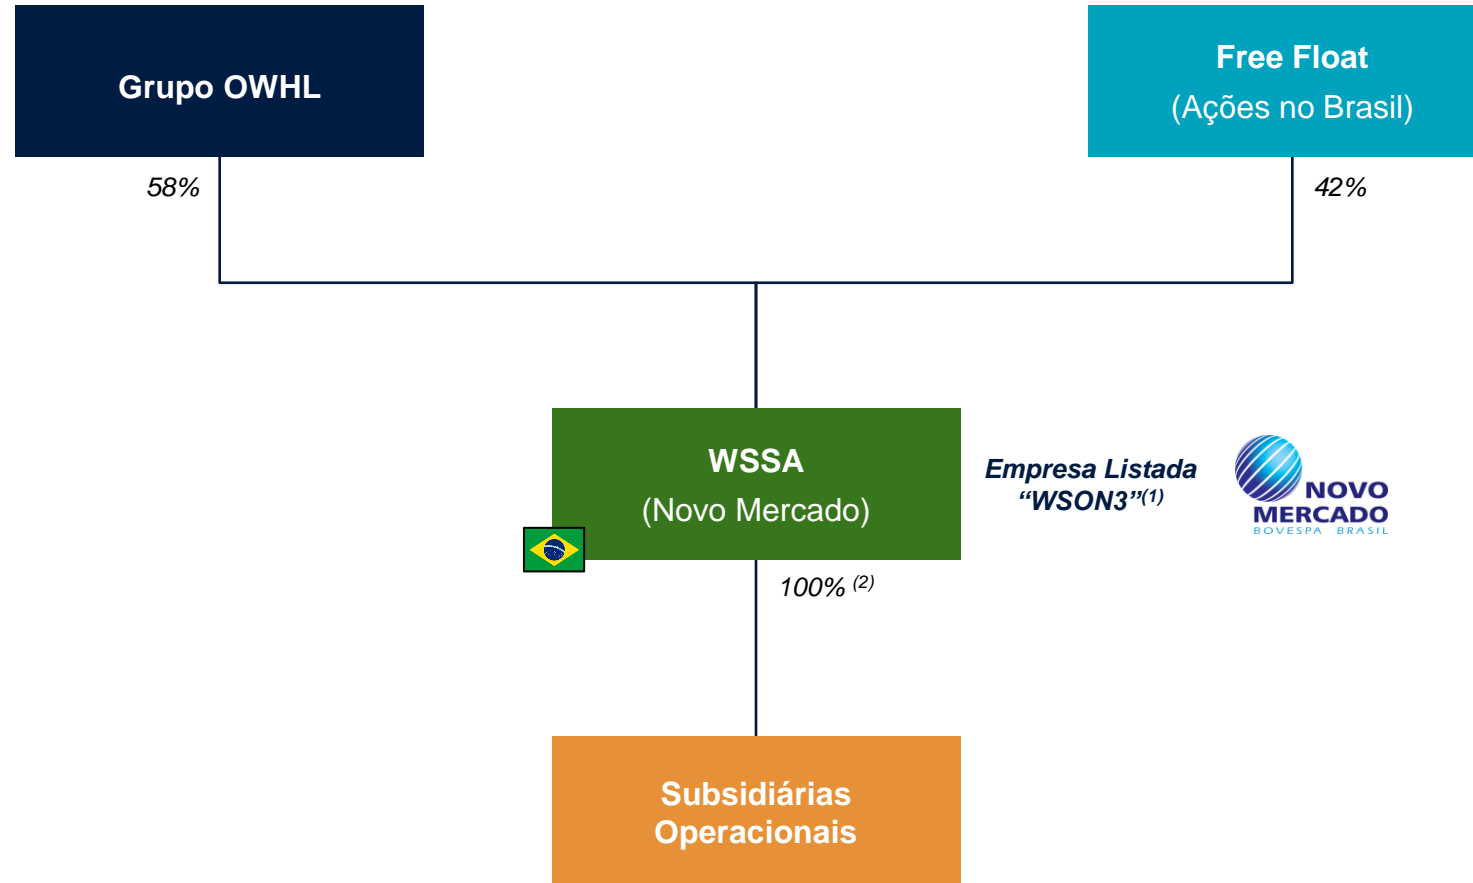 Grupo OWHL
Free Float
(Ações no Brasil)
58%
42%
WSSA
(Novo Mercado)
Empresa Listada
“WSON3”(1)
NOVO
MERCADO
BOVESPA BRASIL
100% (2)
Subsidiárias
Operacionais